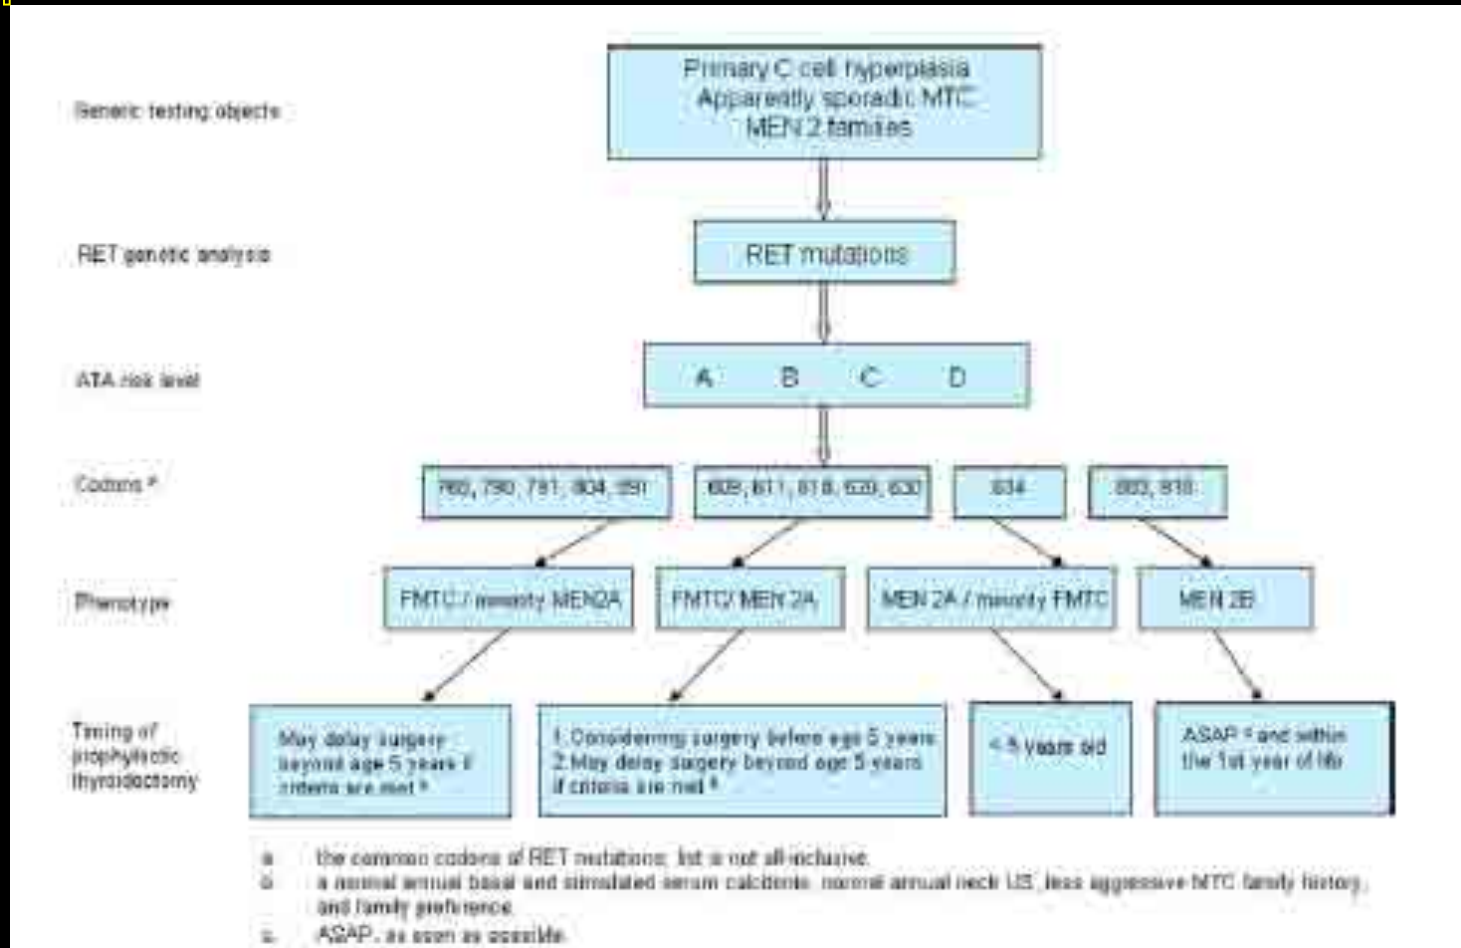 Primary C cell hyperplasia
Apparently sporadic MTC
MEN 2 families
Genetic testing objects
RET genetic analysis
RET mutations
ATA risk level
A B C D
Codons a
790, 791, 804, 891
609, 611, 618, 620, 630
634
883, 918
Phenotype
FMTC / minority MEN2A
FMTC/ MEN 2A
MEN 2A / minority FMTC
MEN 2B
Timing of
prophylactic
thyroidectomy
May delay surgery
beyond age 5 years if
criteria are met b
1.Considering surgery before age 5 years
2.May delay surgery beyond age 5 years
if criteria are met b
< 5 years old
ASAP c and within
the 1st year of life
a. the common codons of RET mutations; list is not all-inclusive.
b. a normal annual basal and stimulated serum normal annual neck US, less aggressive MTC family history,
and family preference.
c. ASAP, as soon as possible.